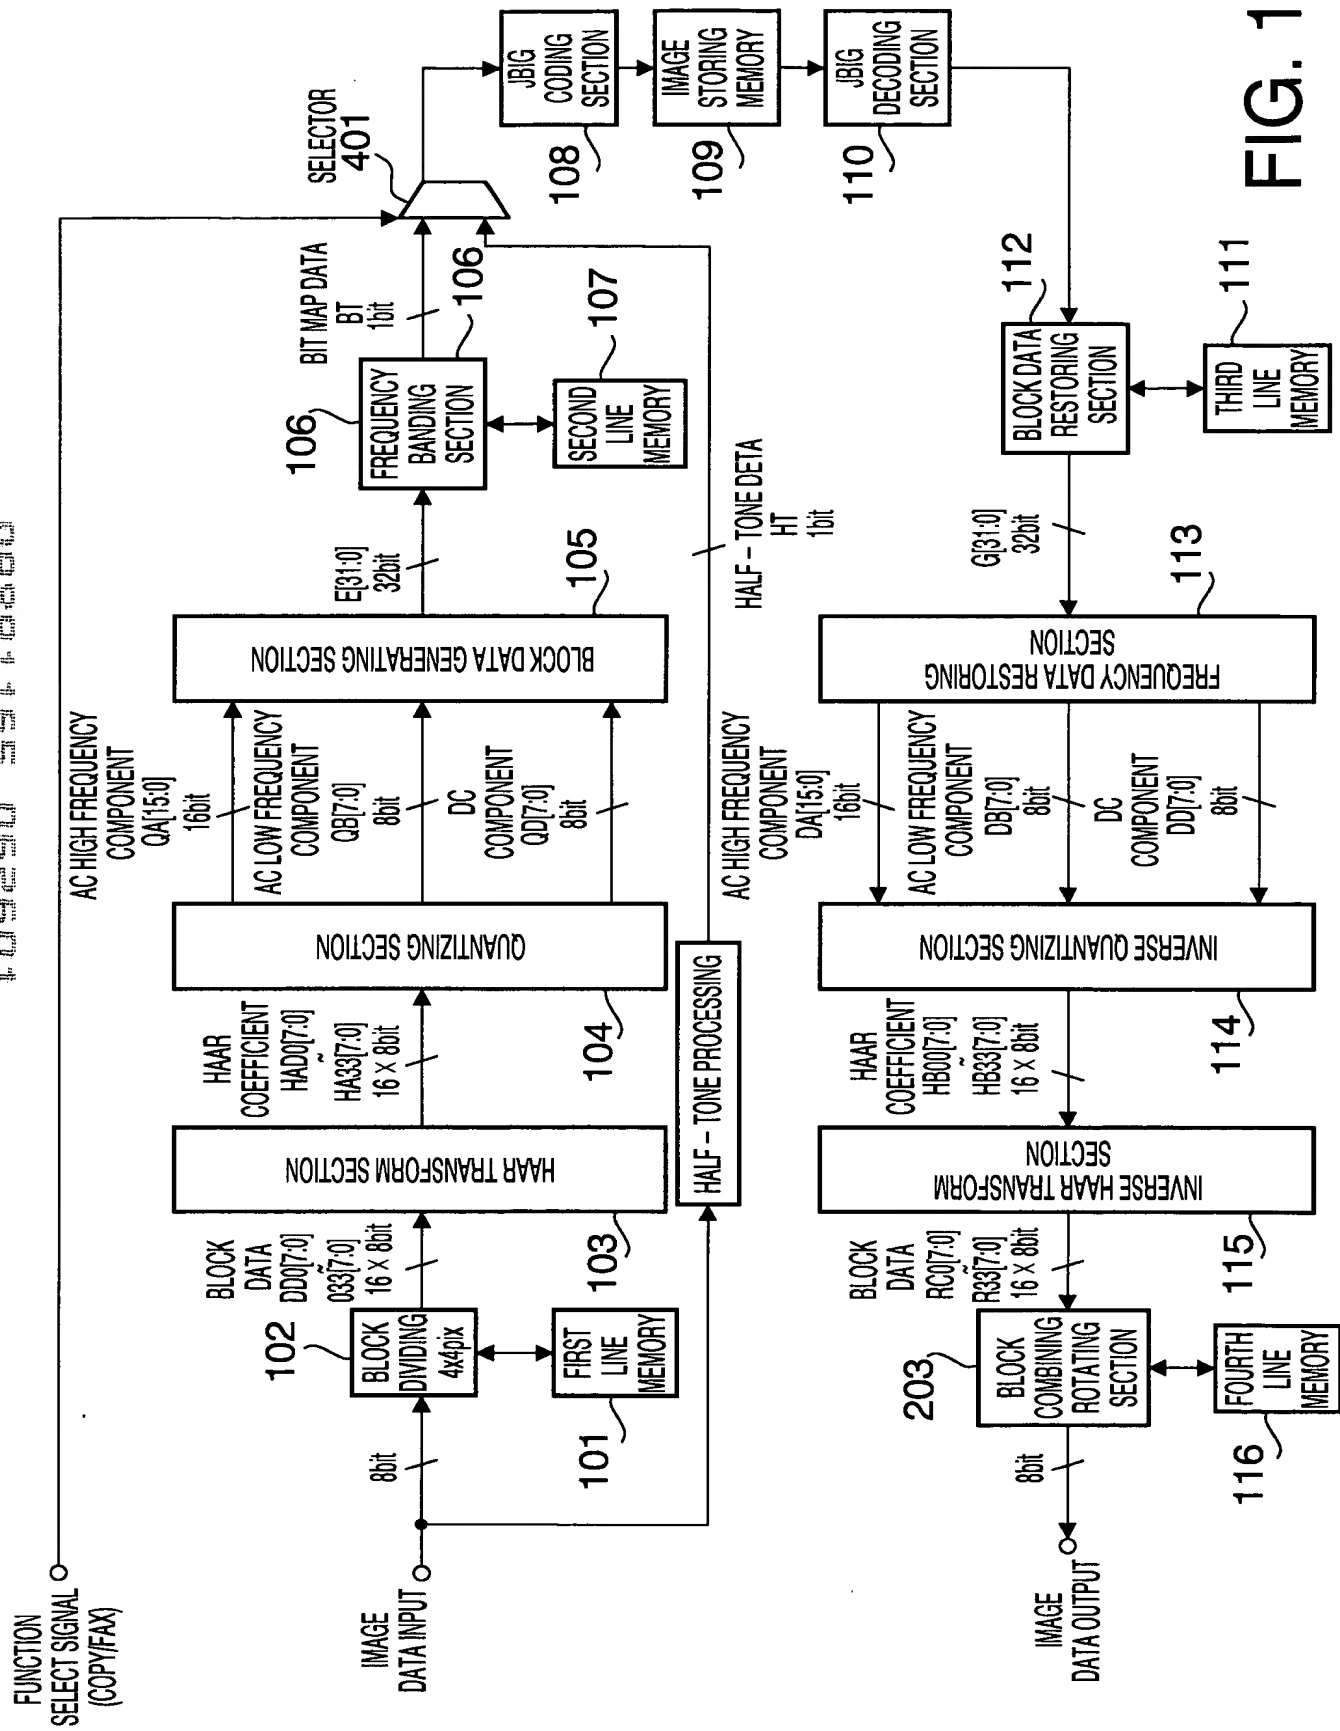 FUNCTION
SELECT SIGNAL
(COPY/FAX)
IMAGE
DATA INPUT
8bit
102
BLOCK
DIVIDING
4x4pix
FIRST
LINE
MEMORY
101
BLOCK
DATA
DD0[7:0]
~
033[7:0]
16 × 8bit
HAAR TRANSFORM SECTION
103
HAAR
COEFFICIENT
HAD0[7:0]
~
HA33[7:0]
16 × 8bit
QUANTIZING SECTION
104
HALF – TONE PROCESSING
AC HIGH FREQUENCY
COMPONENT
QA[15:0]
16bit
AC LOW FREQUENCY
COMPONENT
QB[7:0]
8bit
DC
COMPONENT
QD[7:0]
8bit
BLOCK DATA GENERATING SECTION
105
E[31:0]
32bit
106
FREQUENCY
BANDING
SECTION
106
SECOND
LINE
MEMORY
107
BIT MAP DATA
BT
1bit
HALF – TONE DETA
HT
1bit
SELECTOR
401
JBIG
CODING
SECTION
108
IMAGE
STORING
MEMORY
109
JBIG
DECODING
SECTION
110
112
BLOCK DATA
RESTORING
SECTION
THIRD
LINE
MEMORY
111
G[31:0]
32bit
113
FREQUENCY DATA RESTORING
SECTION
AC HIGH FREQUENCY
COMPONENT
DA[15:0]
16bit
AC LOW FREQUENCY
COMPONENT
DB[7:0]
8bit
DC
COMPONENT
DD[7:0]
8bit
INVERSE QUANTIZING SECTION
114
HAAR
COEFFICIENT
HB00[7:0]
~
HB33[7:0]
16 × 8bit
INVERSE HAAR TRANSFORM
SECTION
115
BLOCK
DATA
RC0[7:0]
~
R33[7:0]
16 × 8bit
203
BLOCK
COMBINING
ROTATING
SECTION
FOURTH
LINE
MEMORY
116
8bit
IMAGE
DATA OUTPUT
FIG. 1